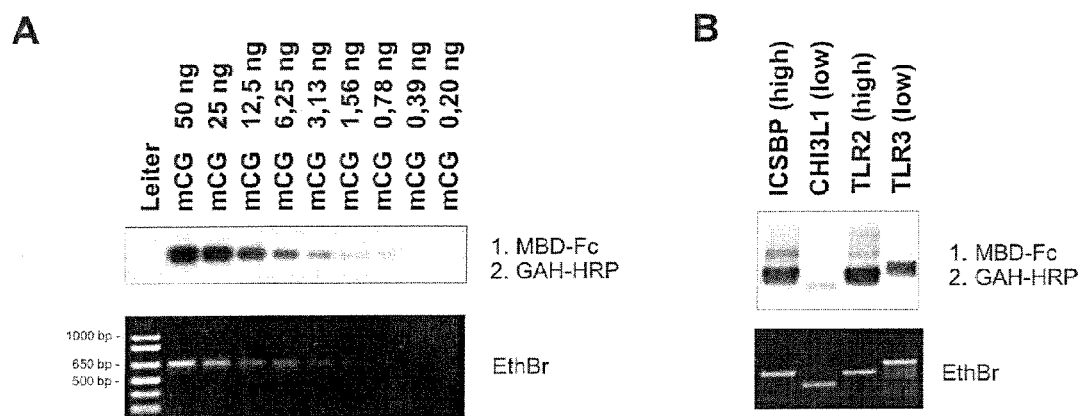 A
Leiter
mCG 50 ng
mCG 25 ng
mCG 12,5 ng
mCG 6,25 ng
mCG 3,13 ng
mCG 1,56 ng
mCG 0,78 ng
mCG 0,39 ng
mCG 0,20 ng
1. MBD-Fc
2. GAH-HRP
1000 bp -
650 bp -
500 bp -
EthBr
B
ICSBP (high)
CHI3L1 (low)
TLR2 (high)
TLR3 (low)
1. MBD-Fc
2. GAH-HRP
EthBr